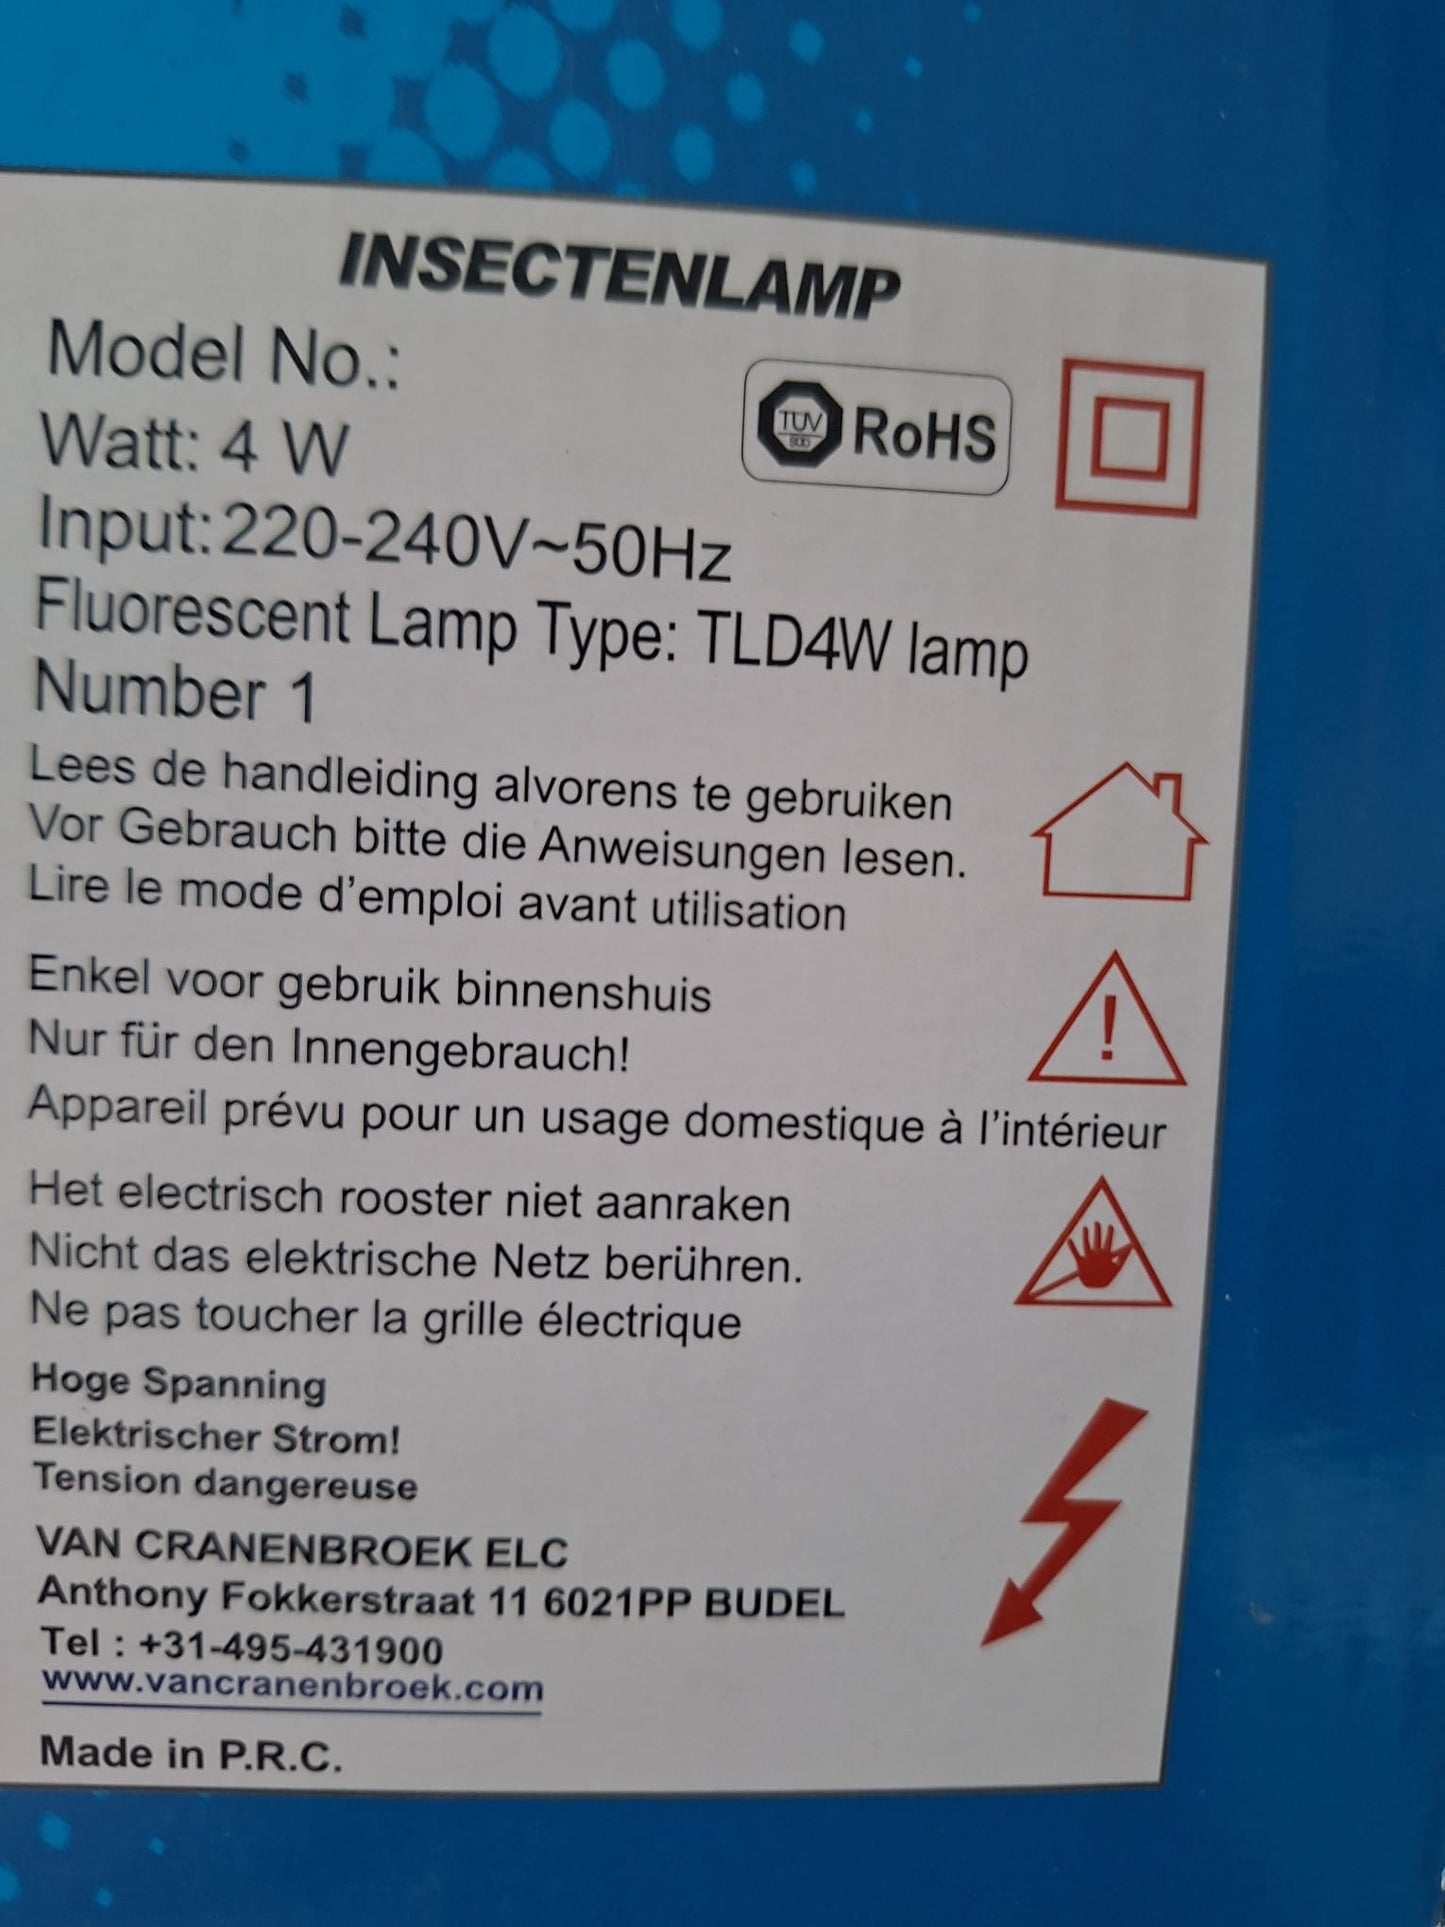 INSECTENLAMP
Model No.:
Watt: 4 W
TÜV
SÜD
RoHS
Input: 220-240V~50Hz
Fluorescent Lamp Type: TLD4W lamp
Number 1
Lees de handleiding alvorens te gebruiken
Vor Gebrauch bitte die Anweisungen lesen.
Lire le mode d’emploi avant utilisation
Enkel voor gebruik binnenshuis
Nur für den Innengebrauch!
!
Appareil prévu pour un usage domestique à l’intérieur
Het electrisch rooster niet aanraken
Nicht das elektrische Netz berühren.
Ne pas toucher la grille électrique
Hoge Spanning
Elektrischer Strom!
Tension dangereuse
VAN CRANENBROEK ELC
Anthony Fokkerstraat 11 6021PP BUDEL
Tel : +31-495-431900
www.vancranenbroek.com
Made in P.R.C.